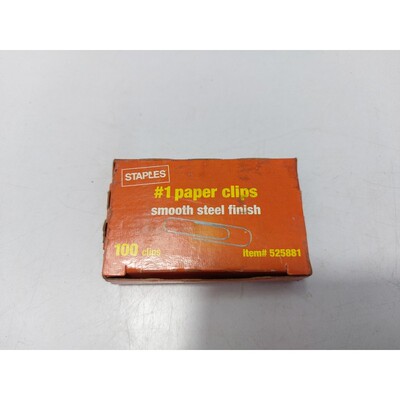 STAPLES
#1 paper clips
smooth steel finish
100 clips
Item# 525881